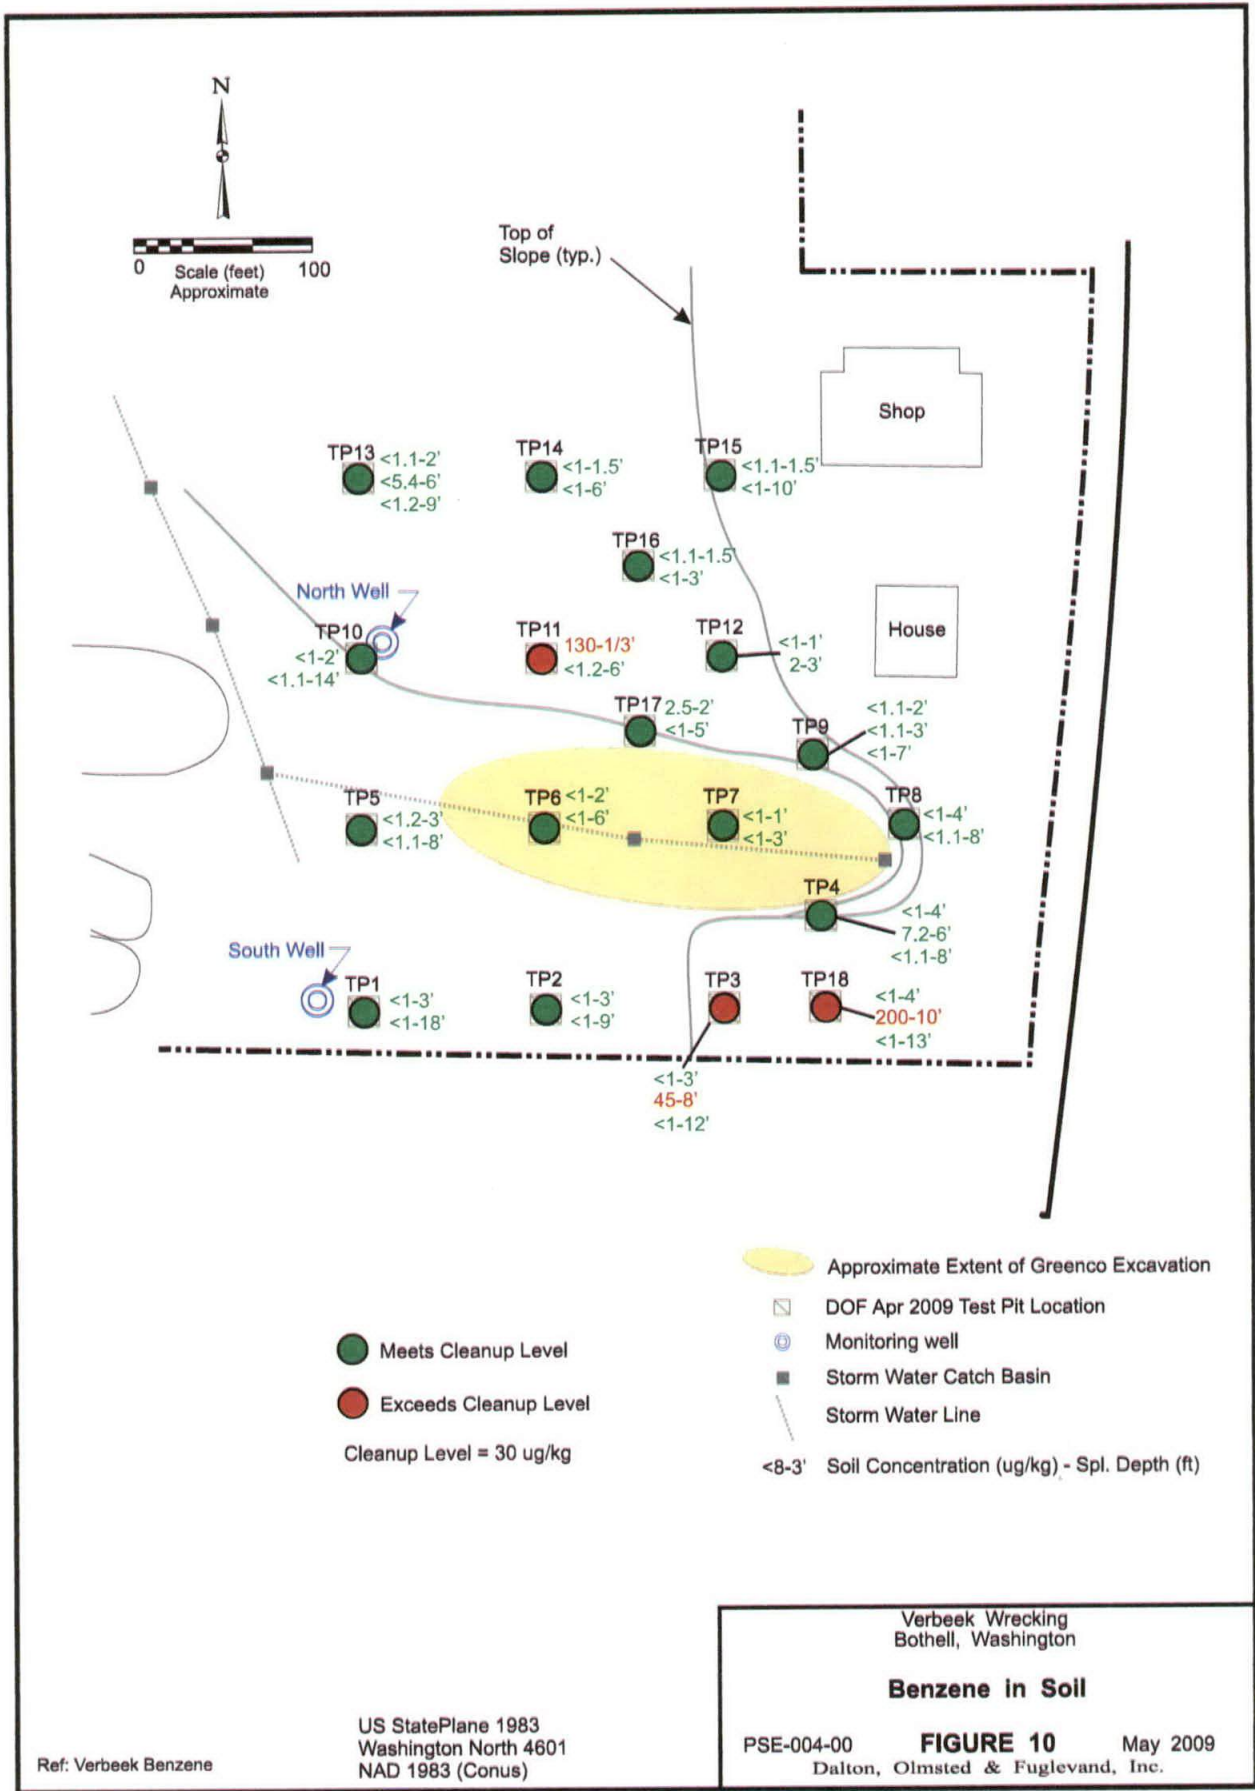 N
0 100
Scale (feet)
Approximate
Top of
Slope (typ.)
Shop
TP13
<1.1-2'
<5.4-6'
<1.2-9'
TP14
<1-1.5'
<1-6'
TP15
<1.1-1.5'
<1-10'
TP16
<1.1-1.5'
<1-3'
North Well
House
TP10
<1-2'
<1.1-14'
TP11
130-1/3'
<1.2-6'
TP12
<1-1'
2-3'
TP17
2.5-2'
<1-5'
TP9
<1.1-2'
<1.1-3'
<1-7'
TP5
<1.2-3'
<1.1-8'
TP6
<1-2'
<1-6'
TP7
<1-1'
<1-3'
TP8
<1-4'
<1.1-8'
TP4
<1-4'
7.2-6'
<1.1-8'
South Well
TP1
<1-3'
<1-18'
TP2
<1-3'
<1-9'
TP3
<1-3'
45-8'
<1-12'
TP18
<1-4'
200-10'
<1-13'
Approximate Extent of Greenco Excavation
DOF Apr 2009 Test Pit Location
Monitoring well
Storm Water Catch Basin
Storm Water Line
<8-3' Soil Concentration (ug/kg) - Spl. Depth (ft)
Meets Cleanup Level
Exceeds Cleanup Level
Cleanup Level = 30 ug/kg
Ref: Verbeek Benzene
US StatePlane 1983
Washington North 4601
NAD 1983 (Conus)
Verbeek Wrecking
Bothell, Washington
Benzene in Soil
PSE-004-00 FIGURE 10 May 2009
Dalton, Olmsted & Fuglevand, Inc.